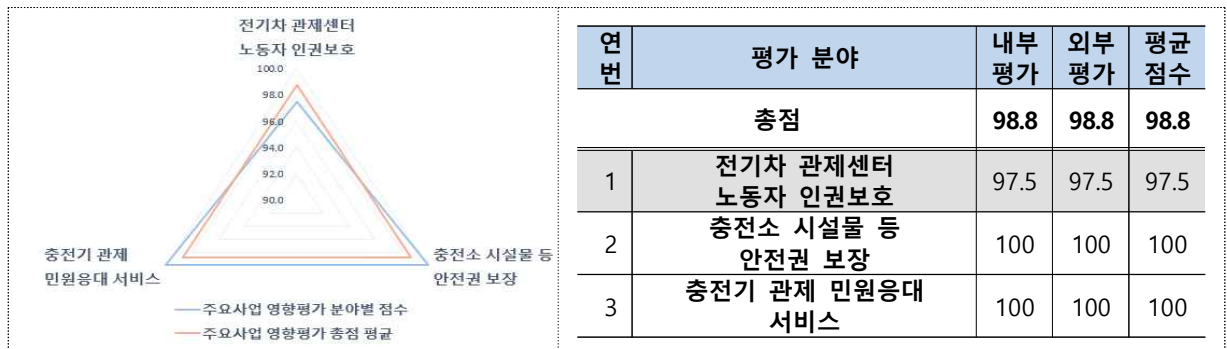 전기차 관제센터
노동자 인권보호
100.0
98.0
96.0
94.0
92.0
90.0
충전기 관제
민원응대 서비스
충전소 시설물 등
안전권 보장
주요사업 영향평가 분야별 점수
주요사업 영향평가 총점 평균
연번 평가 분야 내부평가 외부평가 평균점수
총점 98.8 98.8 98.8
1 전기차 관제센터 노동자 인권보호 97.5 97.5 97.5
2 충전소 시설물 등 안전권 보장 100 100 100
3 충전기 관제 민원응대 서비스 100 100 100